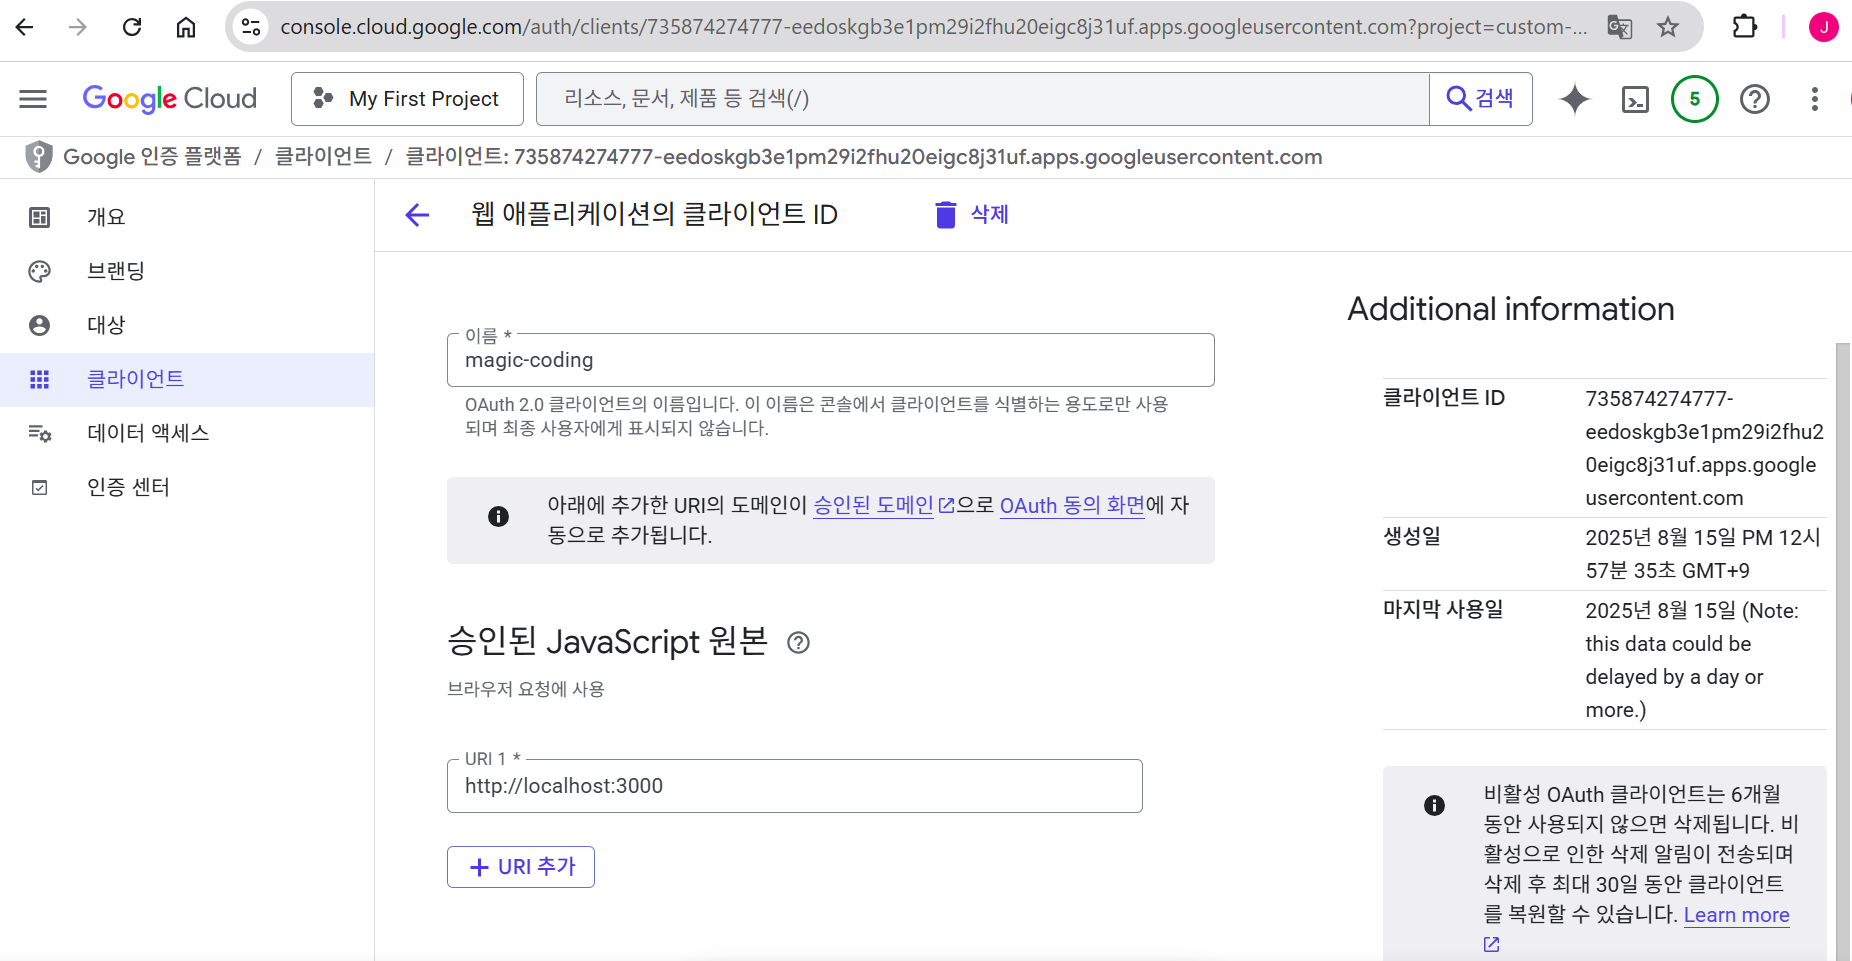 console.cloud.google.com/auth/clients/735874274777-eedoskgb3e1pm29i2fhu20eigc8j31uf.apps.googleusercontent.com?project=custom-...
J
Google Cloud
My First Project
리소스, 문서, 제품 등 검색(/)
검색
5
Google 인증 플랫폼 / 클라이언트 / 클라이언트: 735874274777-eedoskgb3e1pm29i2fhu20eigc8j31uf.apps.googleusercontent.com
개요
브랜딩
대상
클라이언트
데이터 액세스
인증 센터
웹 애플리케이션의 클라이언트 ID
삭제
이름 *
magic-coding
OAuth 2.0 클라이언트의 이름입니다. 이 이름은 콘솔에서 클라이언트를 식별하는 용도로만 사용
되며 최종 사용자에게 표시되지 않습니다.
아래에 추가한 URI의 도메인이 승인된 도메인으로 OAuth 동의 화면에 자
동으로 추가됩니다.
승인된 JavaScript 원본
브라우저 요청에 사용
URI 1 *
http://localhost:3000
URI 추가
Additional information
클라이언트 ID
735874274777-
eedoskgb3e1pm29i2fhu2
0eigc8j31uf.apps.google
usercontent.com
생성일
2025년 8월 15일 PM 12시
57분 35초 GMT+9
마지막 사용일
2025년 8월 15일 (Note:
this data could be
delayed by a day or
more.)
비활성 OAuth 클라이언트는 6개월
동안 사용되지 않으면 삭제됩니다. 비
활성으로 인한 삭제 알림이 전송되며
삭제 후 최대 30일 동안 클라이언트
를 복원할 수 있습니다. Learn more